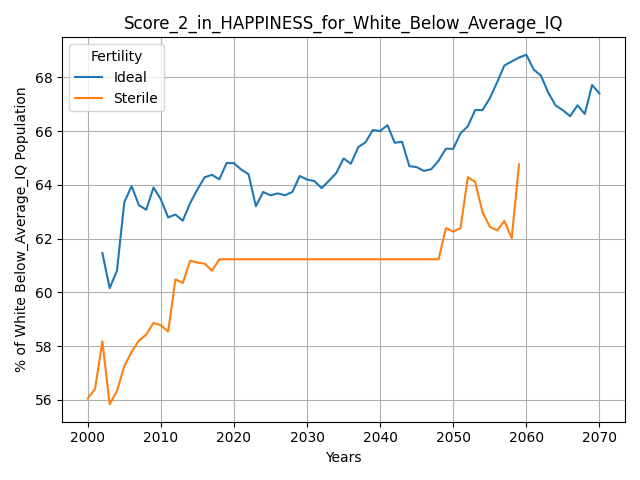 Score_2_in_HAPPINESS_for_White_Below_Average_IQ
Fertility
Ideal
Sterile
% of White Below_Average_IQ Population
68
66
64
62
60
58
56
2000 2010 2020 2030 2040 2050 2060 2070
Years